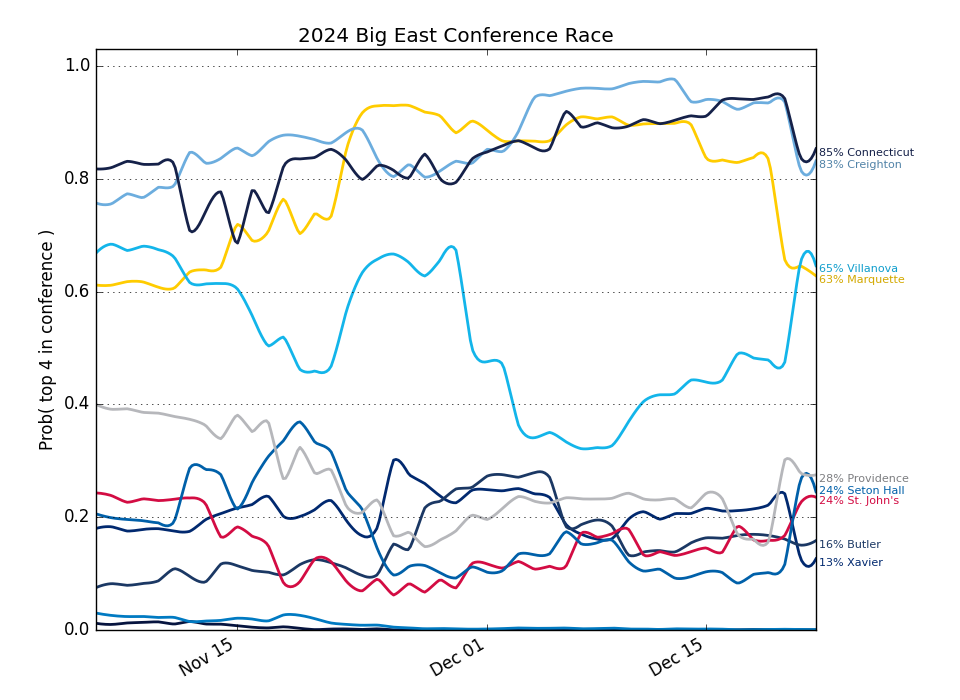 2024 Big East Conference Race
Prob( top 4 in conference )
1.0
0.8
0.6
0.4
0.2
0.0
Nov 15
Dec 01
Dec 15
85% Connecticut
83% Creighton
65% Villanova
63% Marquette
28% Providence
24% Seton Hall
24% St. John's
16% Butler
13% Xavier